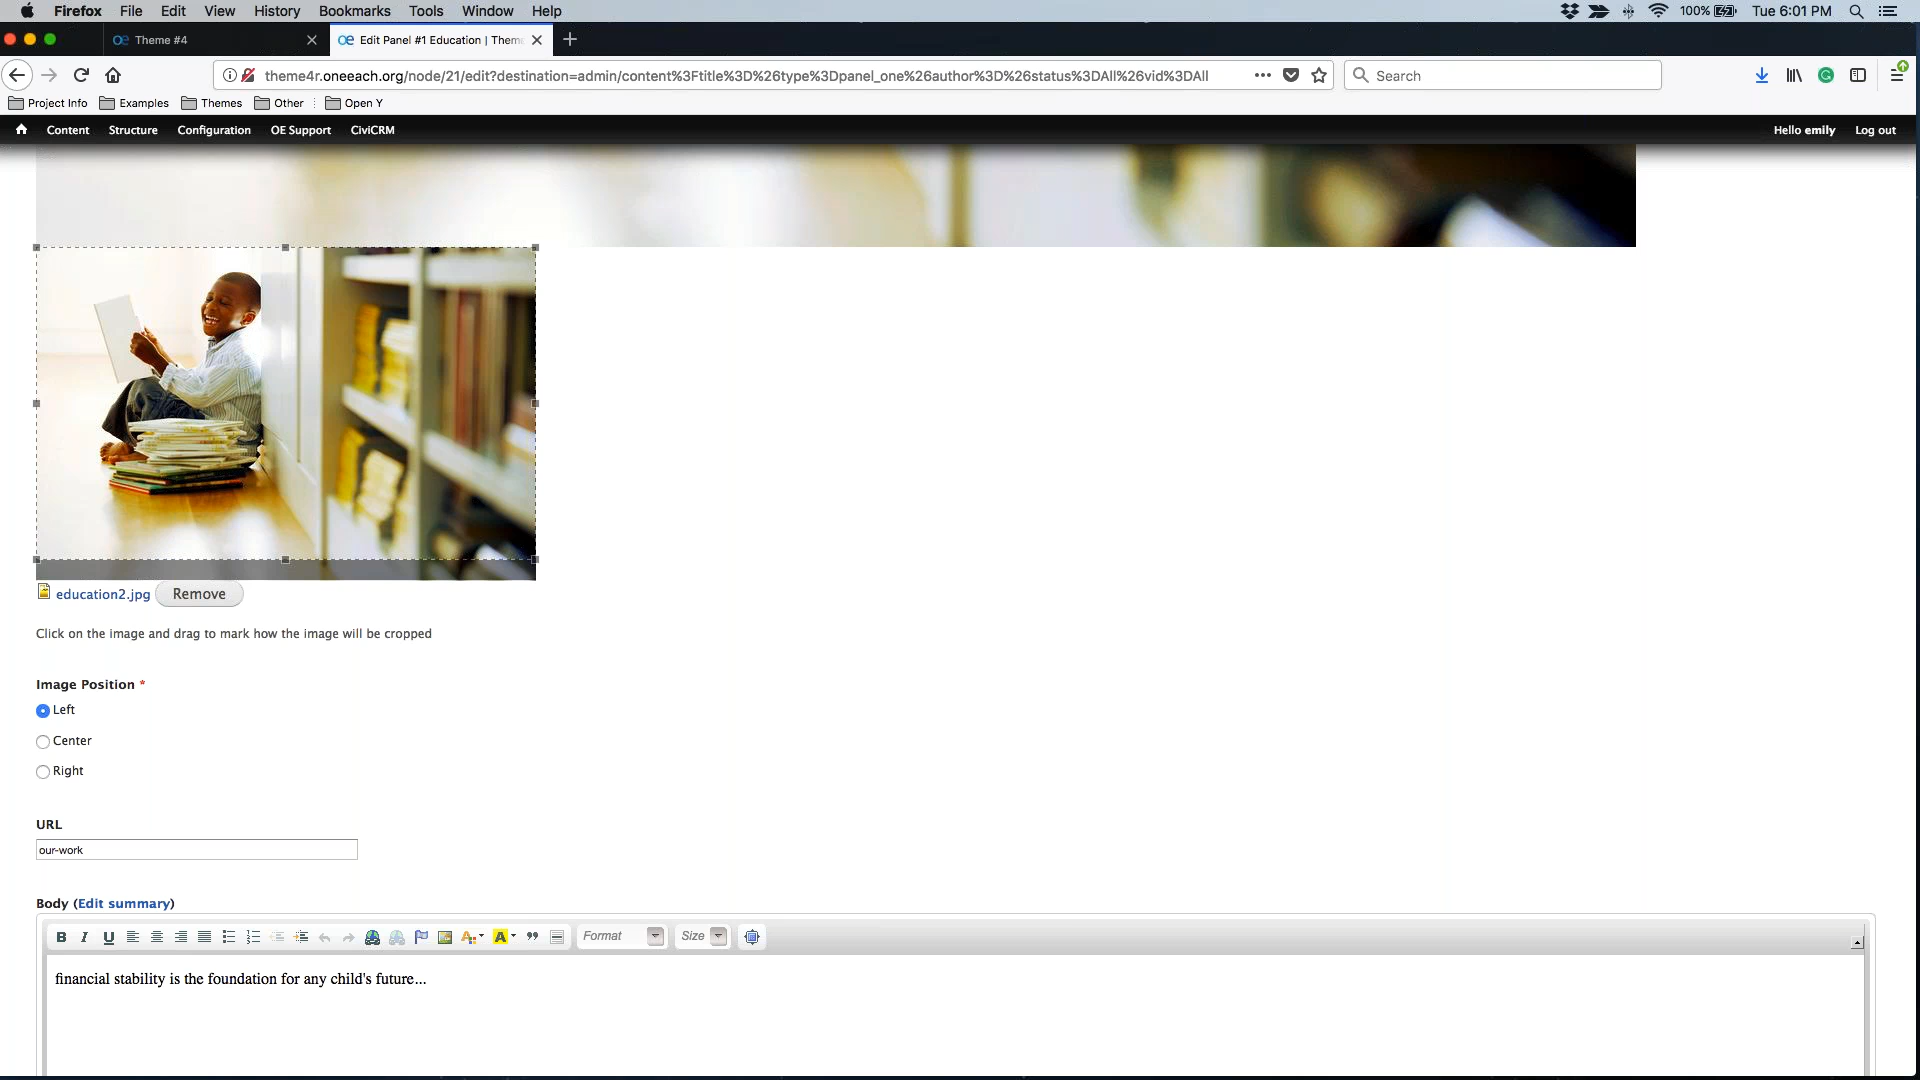 Firefox File Edit View History Bookmarks Tools Window Help 100% Tue 6:01 PM
Theme #4 Edit Panel #1 Education | Them
theme4r.oneeach.org/node/21/edit?destination=admin/content%3Ftitle%3D%26type%3Dpanel_one%26author%3D%26status%3DAll%26vid%3DAll Search
Project Info Examples Themes Other Open Y
Content Structure Configuration OE Support CiviCRM Hello emily Log out
education2.jpg Remove
Click on the image and drag to mark how the image will be cropped
Image Position *
Left
Center
Right
URL
our-work
Body (Edit summary)
B I U Format Size
financial stability is the foundation for any child's future...